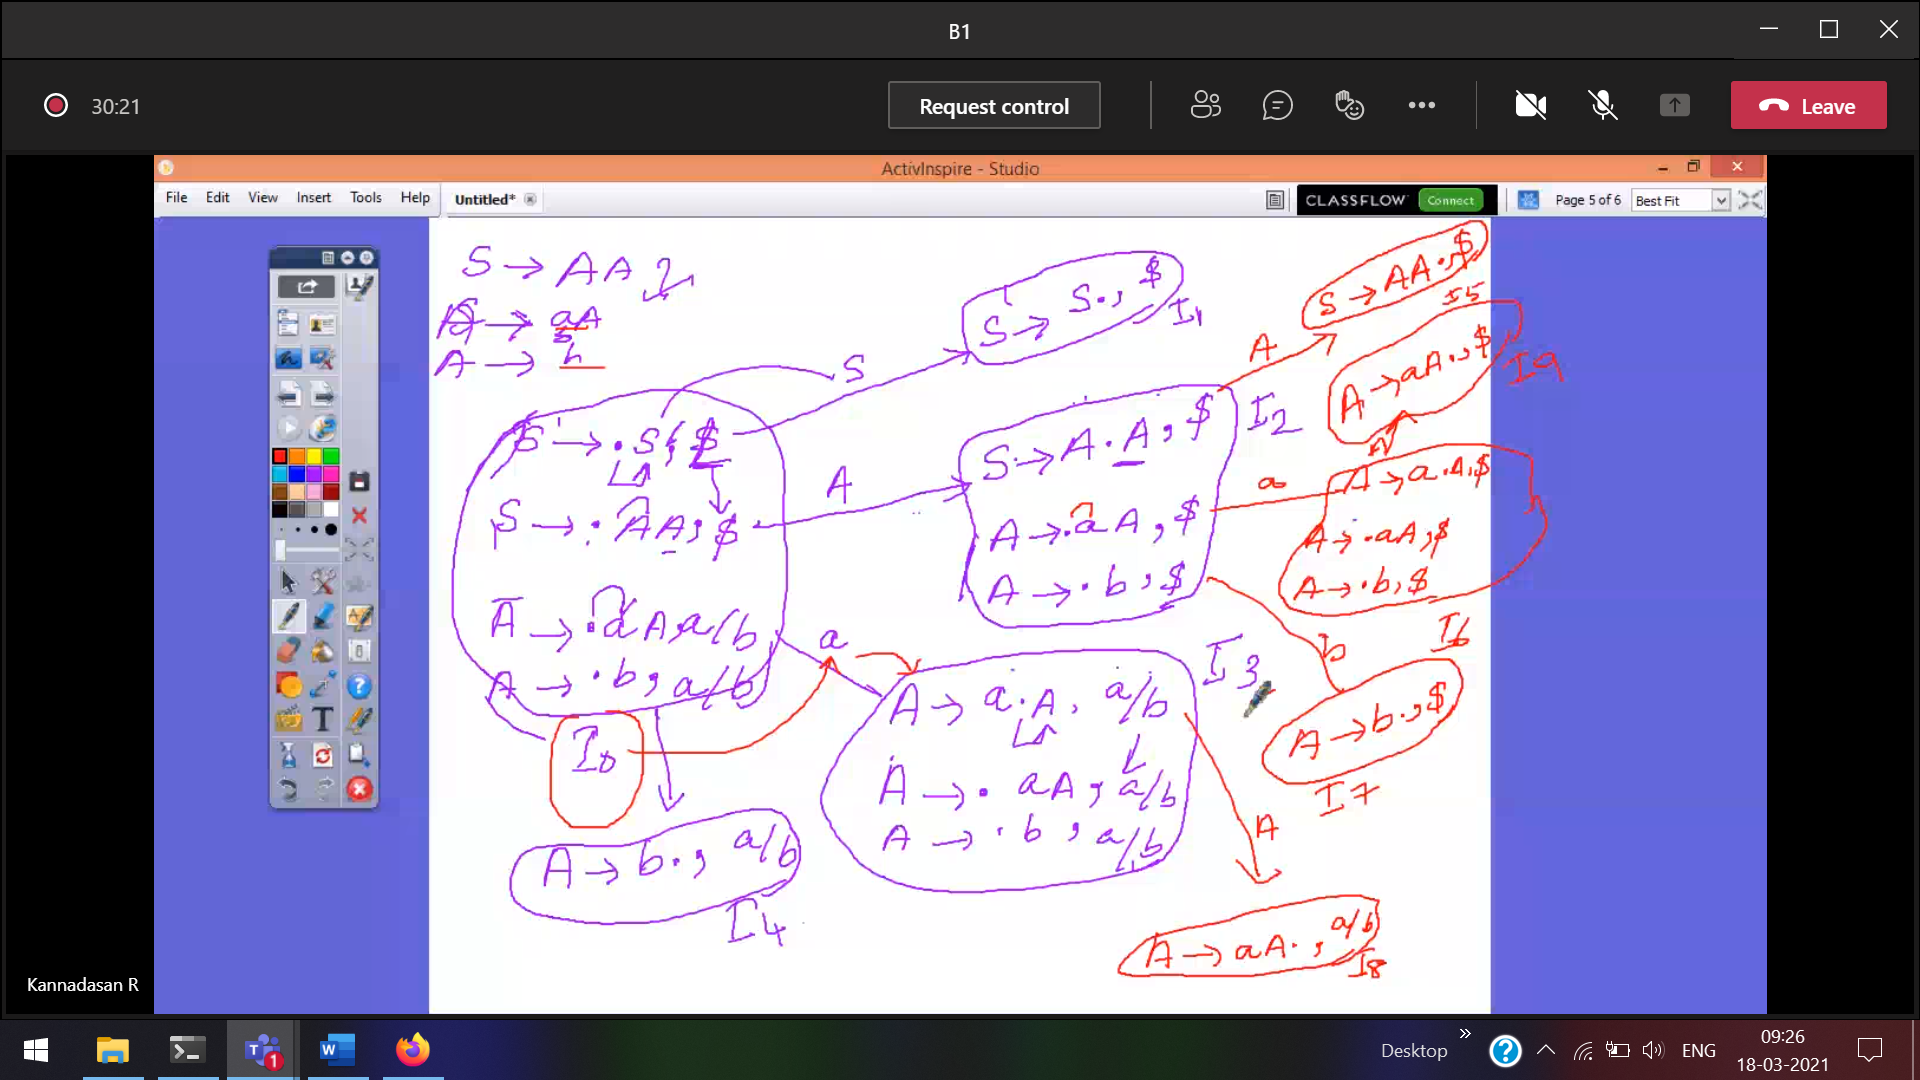 B1
30:21
Request control
Leave
ActivInspire - Studio
File Edit View Insert Tools Help
Untitled*
CLASSFLOW Connect
Page 5 of 6
Best Fit
S → AA
A → aA
A → b
S' → ·S, $
S → ·AA, $
A → ·aA, a/b
A → ·b, a/b
I0
S
S' → S·, $
I1
A
S → A·A, $
A → ·aA, $
A → ·b, $
I2
a
A → a·A, a/b
A → ·aA, a/b
A → ·b, a/b
I3
A → b·, a/b
I4
A
S → AA·, $
I5
A → aA·, $
I9
A
a
A → a·A, $
A → ·aA, $
A → ·b, $
I6
b
A → b·, $
I7
A
A → aA·, a/b
I8
Kannadasan R
T
1
W
Desktop
ENG
09:26
18-03-2021